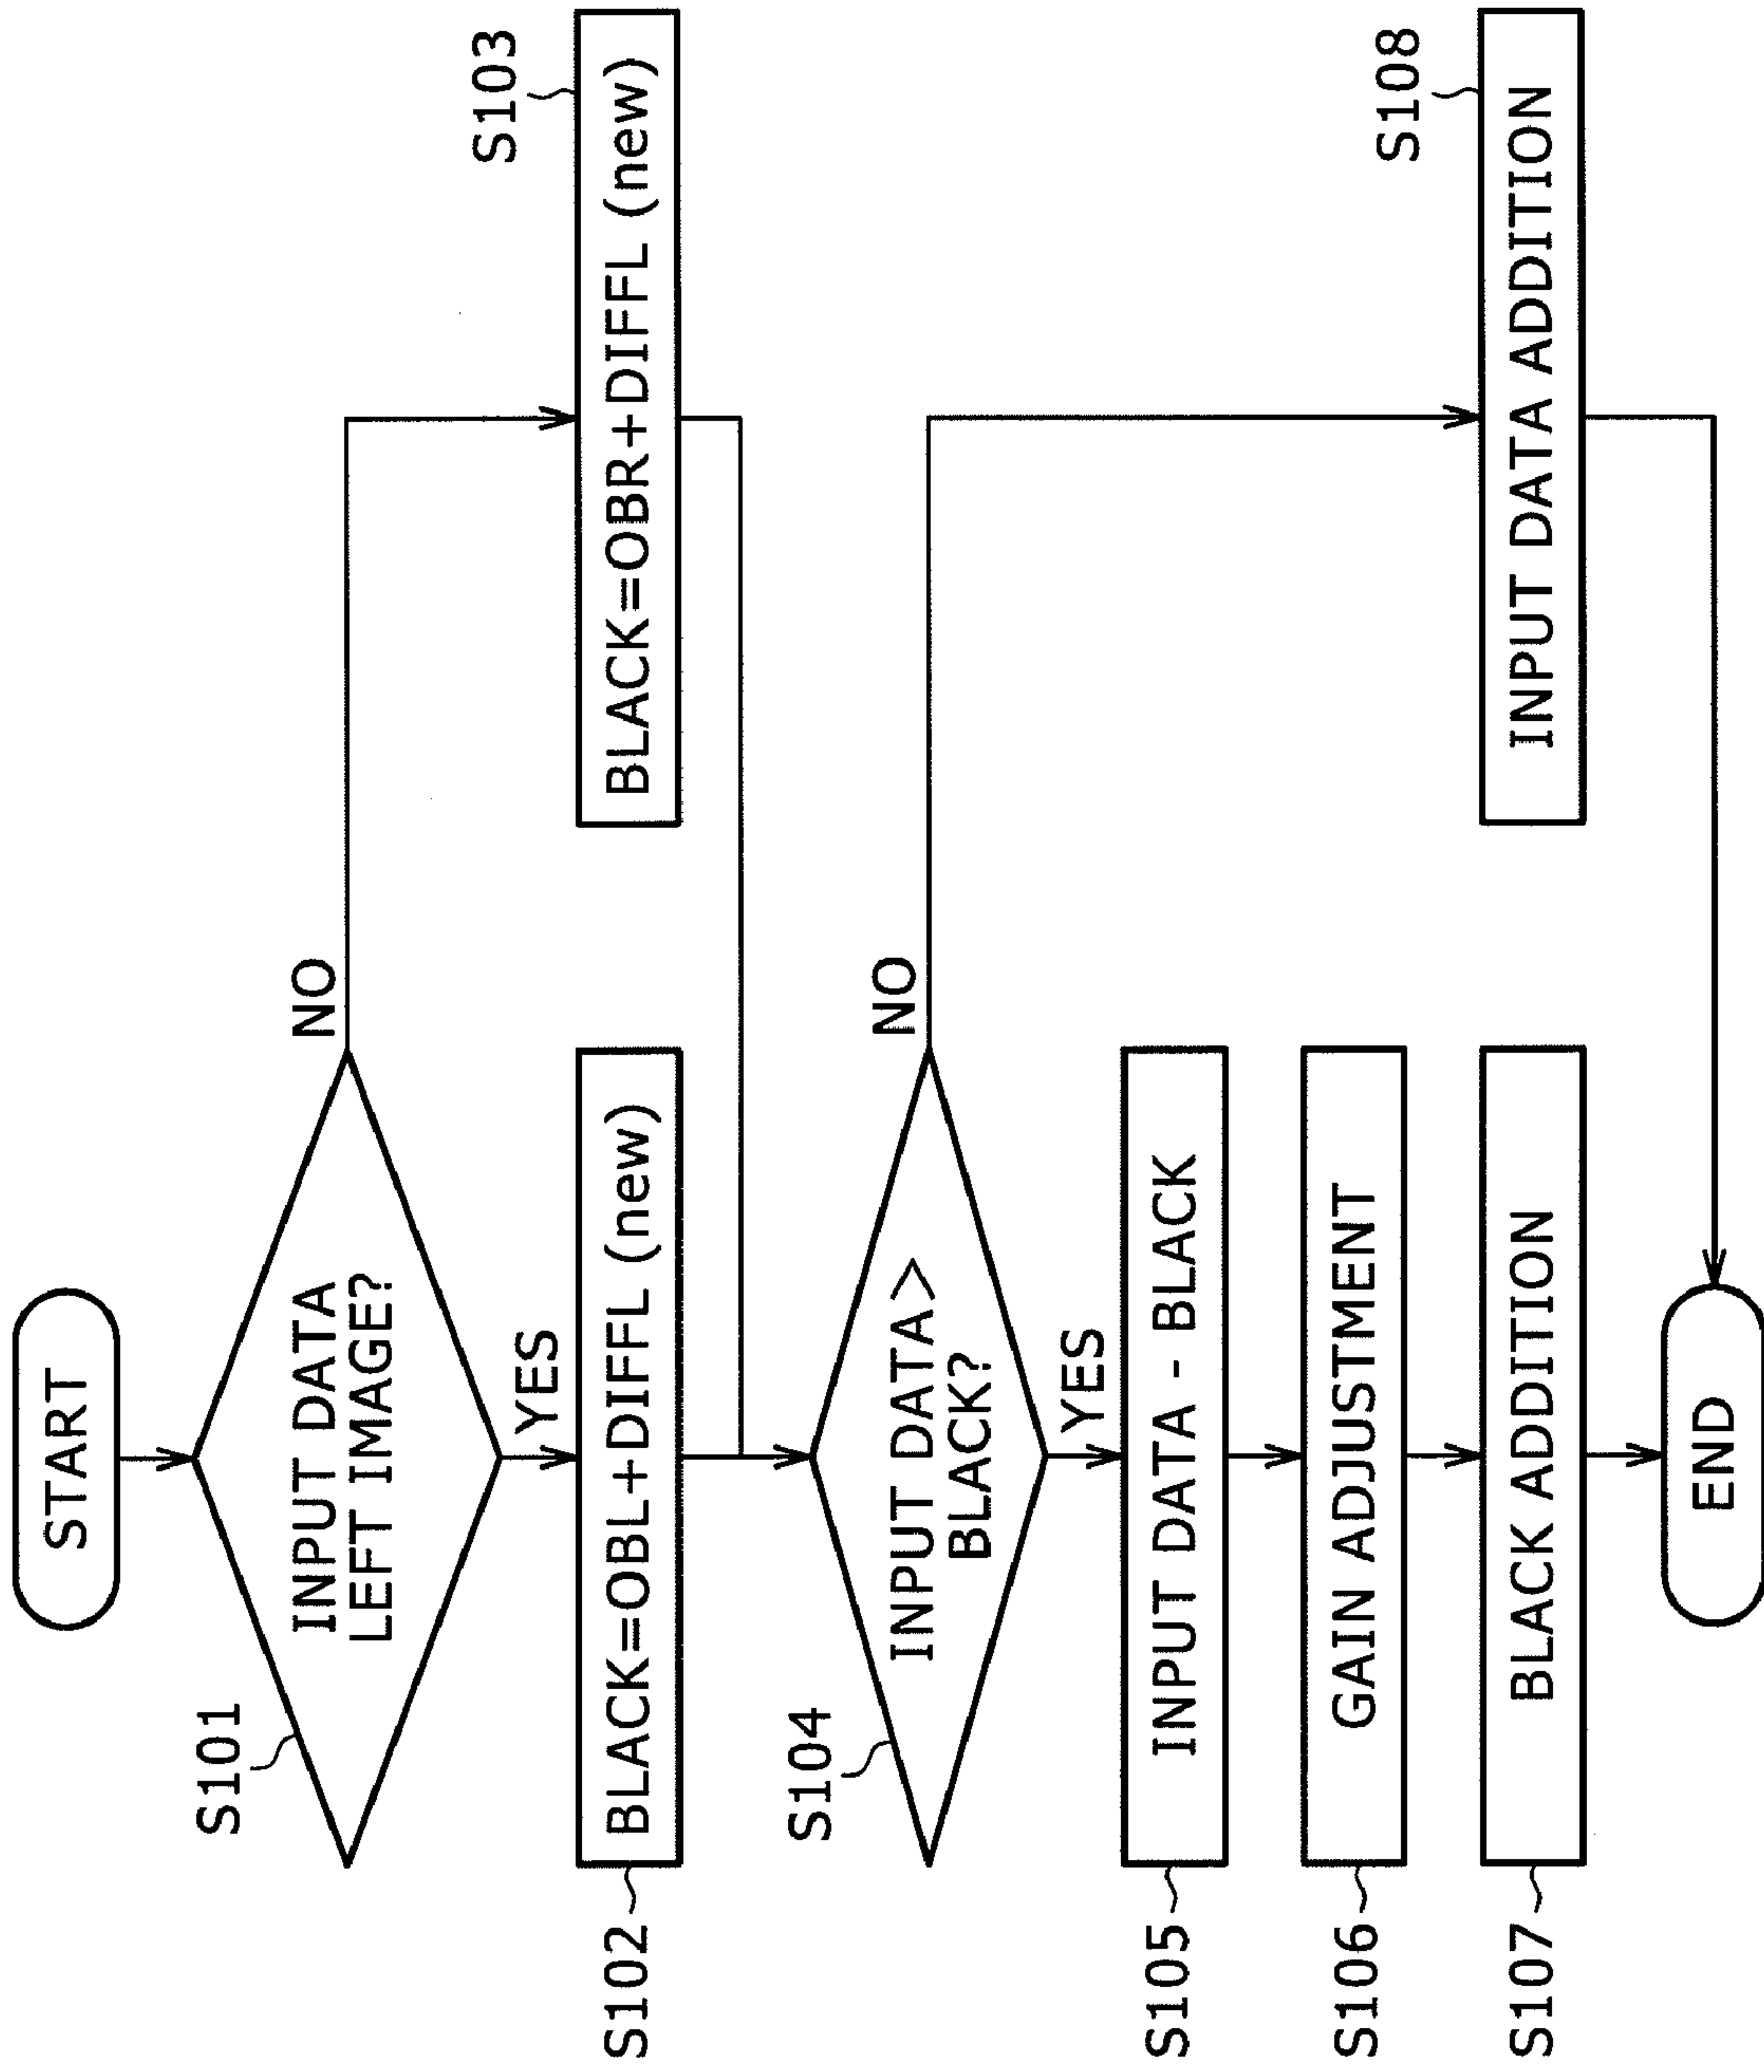 START
S101
INPUT DATA
LEFT IMAGE?
NO
YES
S102
BLACK=OBL+DIFFL (new)
S103
BLACK=OBR+DIFFL (new)
S104
INPUT DATA>
BLACK?
NO
YES
S105
INPUT DATA - BLACK
S106
GAIN ADJUSTMENT
S107
BLACK ADDITION
S108
INPUT DATA ADDITION
END